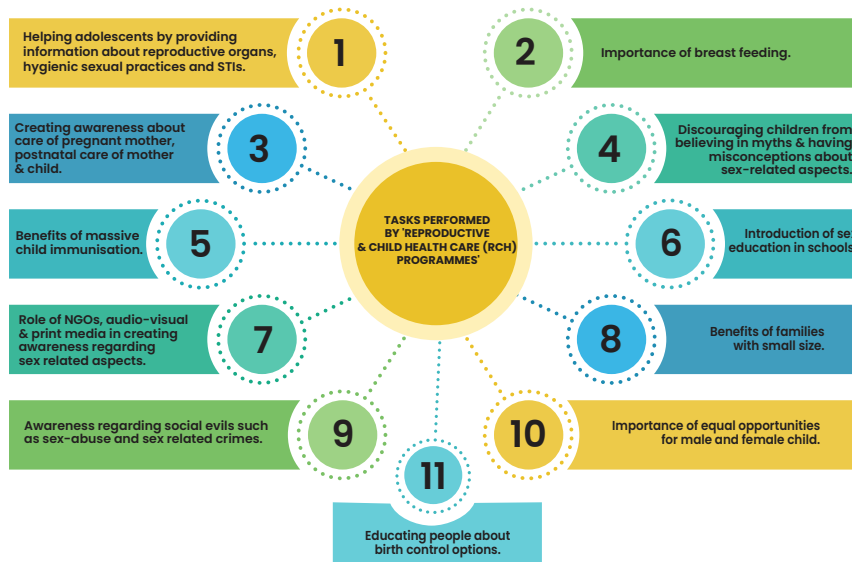 Helping adolescents by providing
information about reproductive organs,
hygienic sexual practices and STIs.
1
2
Importance of breast feeding.
Creating awareness about
care of pregnant mother,
postnatal care of mother
& child.
3
4
Discouraging children from
believing in myths & having
misconceptions about
sex-related aspects.
TASKS PERFORMED
BY 'REPRODUCTIVE
& CHILD HEALTH CARE (RCH)
PROGRAMMES'
Benefits of massive
child immunisation.
5
6
Introduction of se
education in schools
Role of NGOs, audio-visual
& print media in creating
awareness regarding
sex related aspects.
7
8
Benefits of families
with small size.
Awareness regarding social evils such
as sex-abuse and sex related crimes.
9
10
Importance of equal opportunities
for male and female child.
11
Educating people about
birth control options.